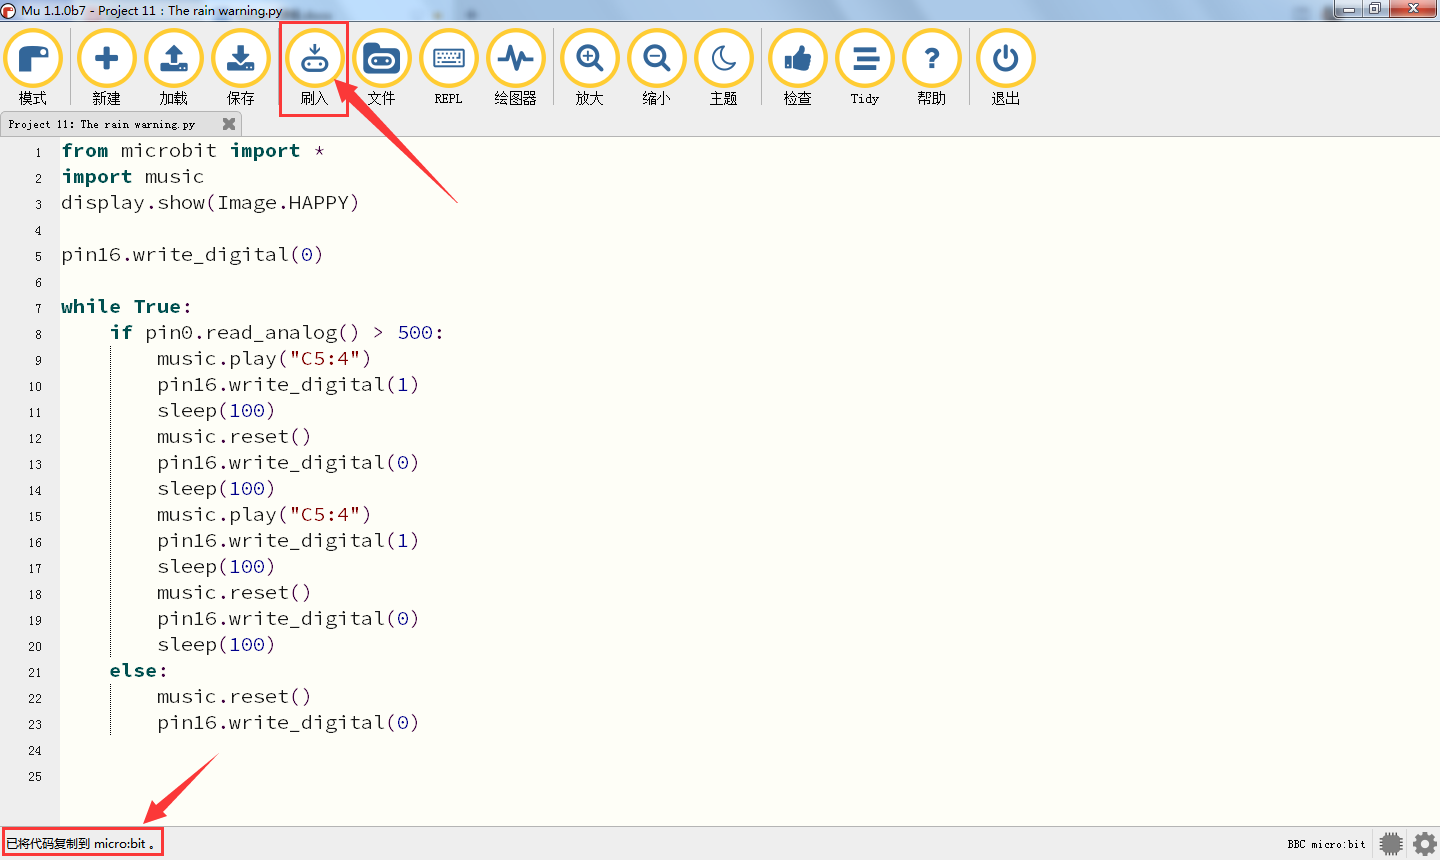 Mu 1.1.0b7 - Project 11 : The rain warning.py
模式 新建 加载 保存 刷入 文件 REPL 绘图器 放大 缩小 主题 检查 Tidy 帮助 退出
Project 11: The rain warning.py
1 from microbit import *
2 import music
3 display.show(Image.HAPPY)
4
5 pin16.write_digital(0)
6
7 while True:
8 if pin0.read_analog() > 500:
9 music.play("C5:4")
10 pin16.write_digital(1)
11 sleep(100)
12 music.reset()
13 pin16.write_digital(0)
14 sleep(100)
15 music.play("C5:4")
16 pin16.write_digital(1)
17 sleep(100)
18 music.reset()
19 pin16.write_digital(0)
20 sleep(100)
21 else:
22 music.reset()
23 pin16.write_digital(0)
24
25
已将代码复制到 micro:bit 。
BBC micro:bit